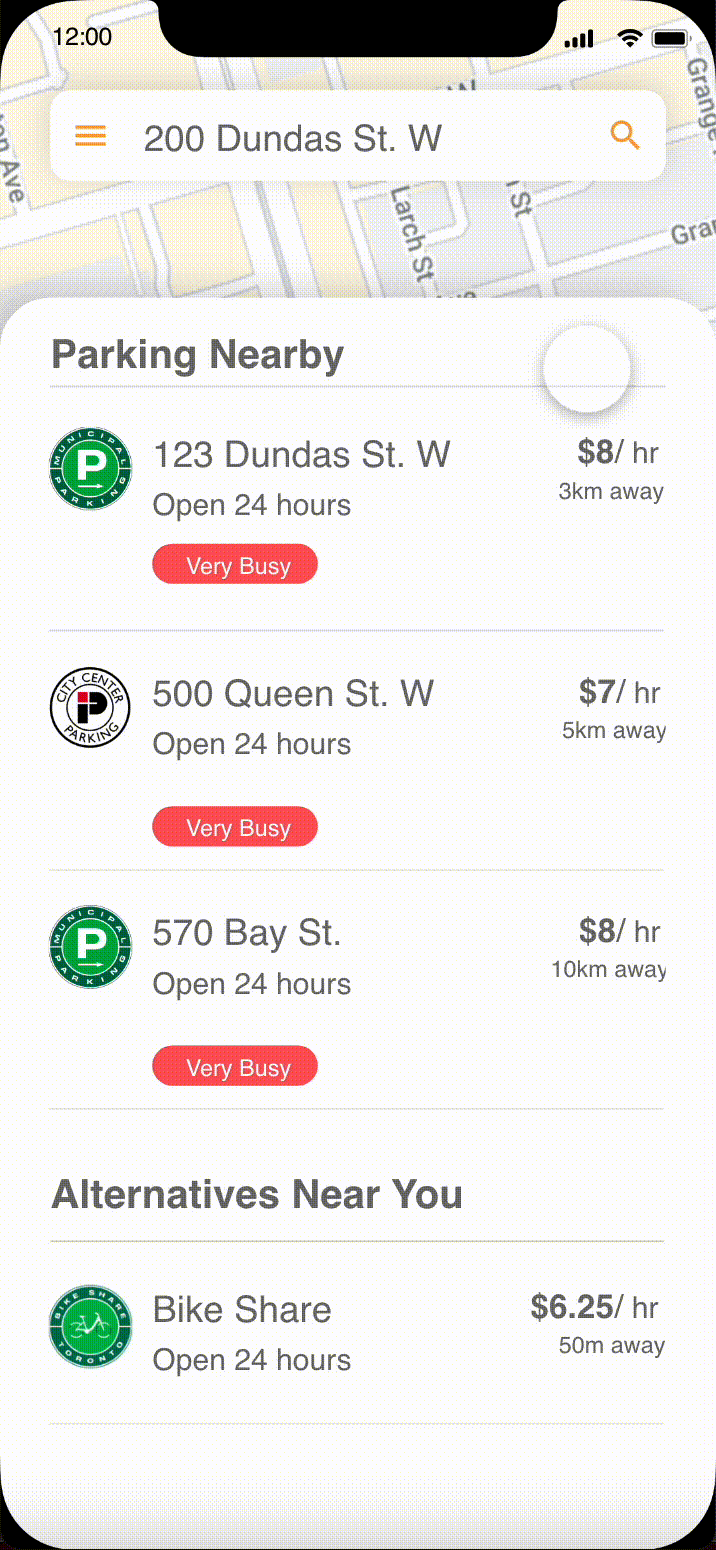 12:00
Grange
200 Dundas St. W
Ave
Larch St
St
Parking Nearby
MUNICIPAL PARKING
P
123 Dundas St. W
$8/ hr
Open 24 hours
3km away
Very Busy
CITY CENTER PARKING
P
500 Queen St. W
$7/ hr
Open 24 hours
5km away
Very Busy
MUNICIPAL PARKING
P
570 Bay St.
$8/ hr
Open 24 hours
10km away
Very Busy
Alternatives Near You
BIKE SHARE TORONTO
Bike Share
$6.25/ hr
Open 24 hours
50m away